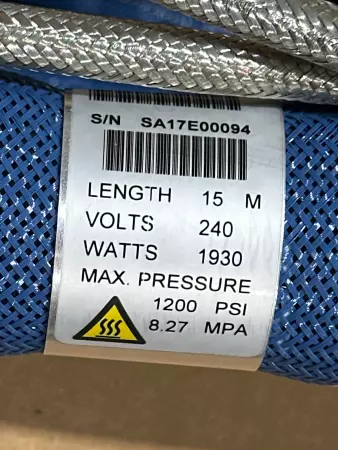 S/N SA17E00094
LENGTH 15 M
VOLTS 240
WATTS 1930
MAX. PRESSURE
1200 PSI
8.27 MPA